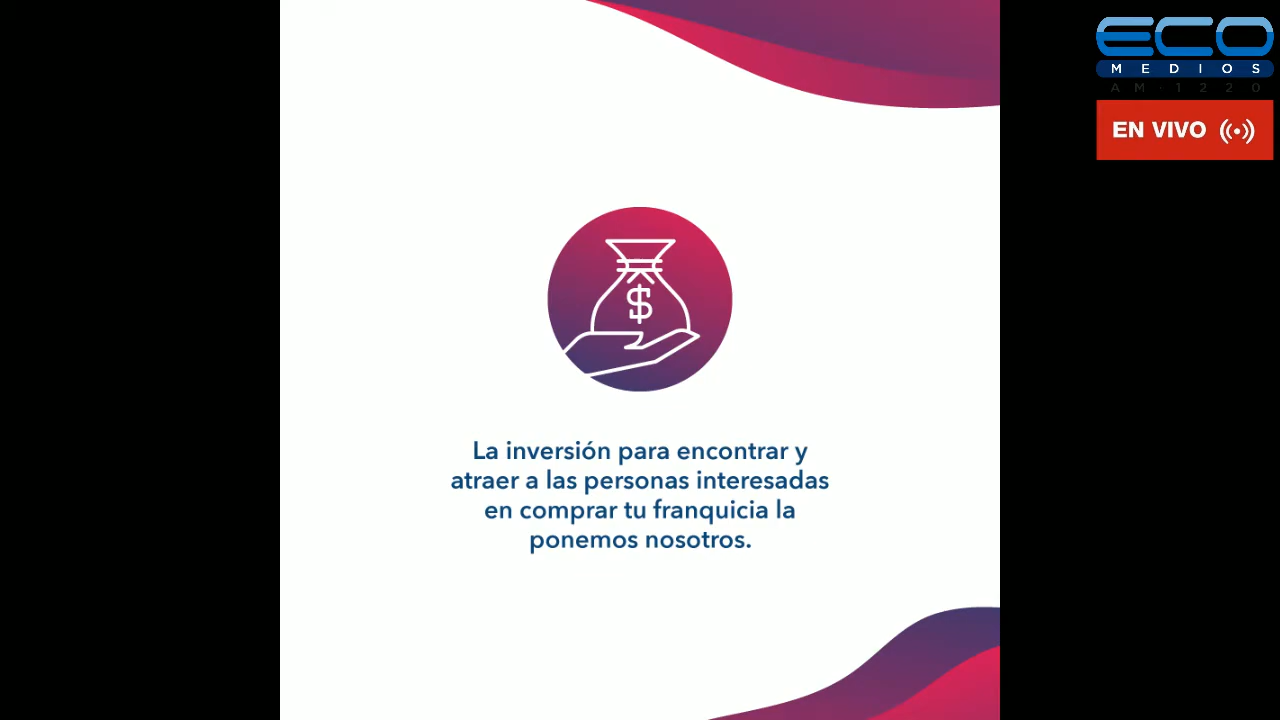 ECO
MEDIOS
AM·1220
EN VIVO
$
La inversión para encontrar y
atraer a las personas interesadas
en comprar tu franquicia la
ponemos nosotros.